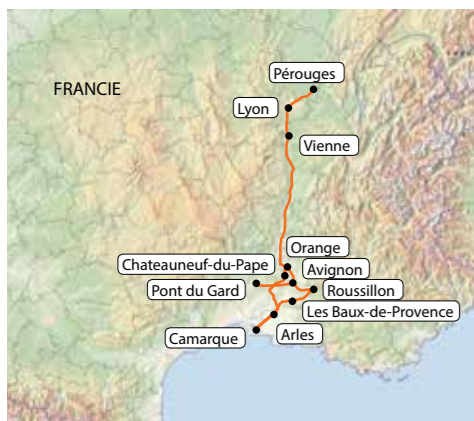 Pérouges
FRANCIE
Lyon
Vienne
Orange
Chateauneuf-du-Pape
Avignon
Pont du Gard
Roussillon
Les Baux-de-Provence
Camarque
Arles